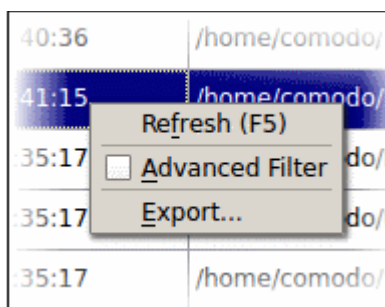 40:36 /home/comodo/
41:15 /home/comodo/
Refresh (F5)
35:17 do/
Advanced Filter
35:17 do/
Export...
35:17 /home/comodo/